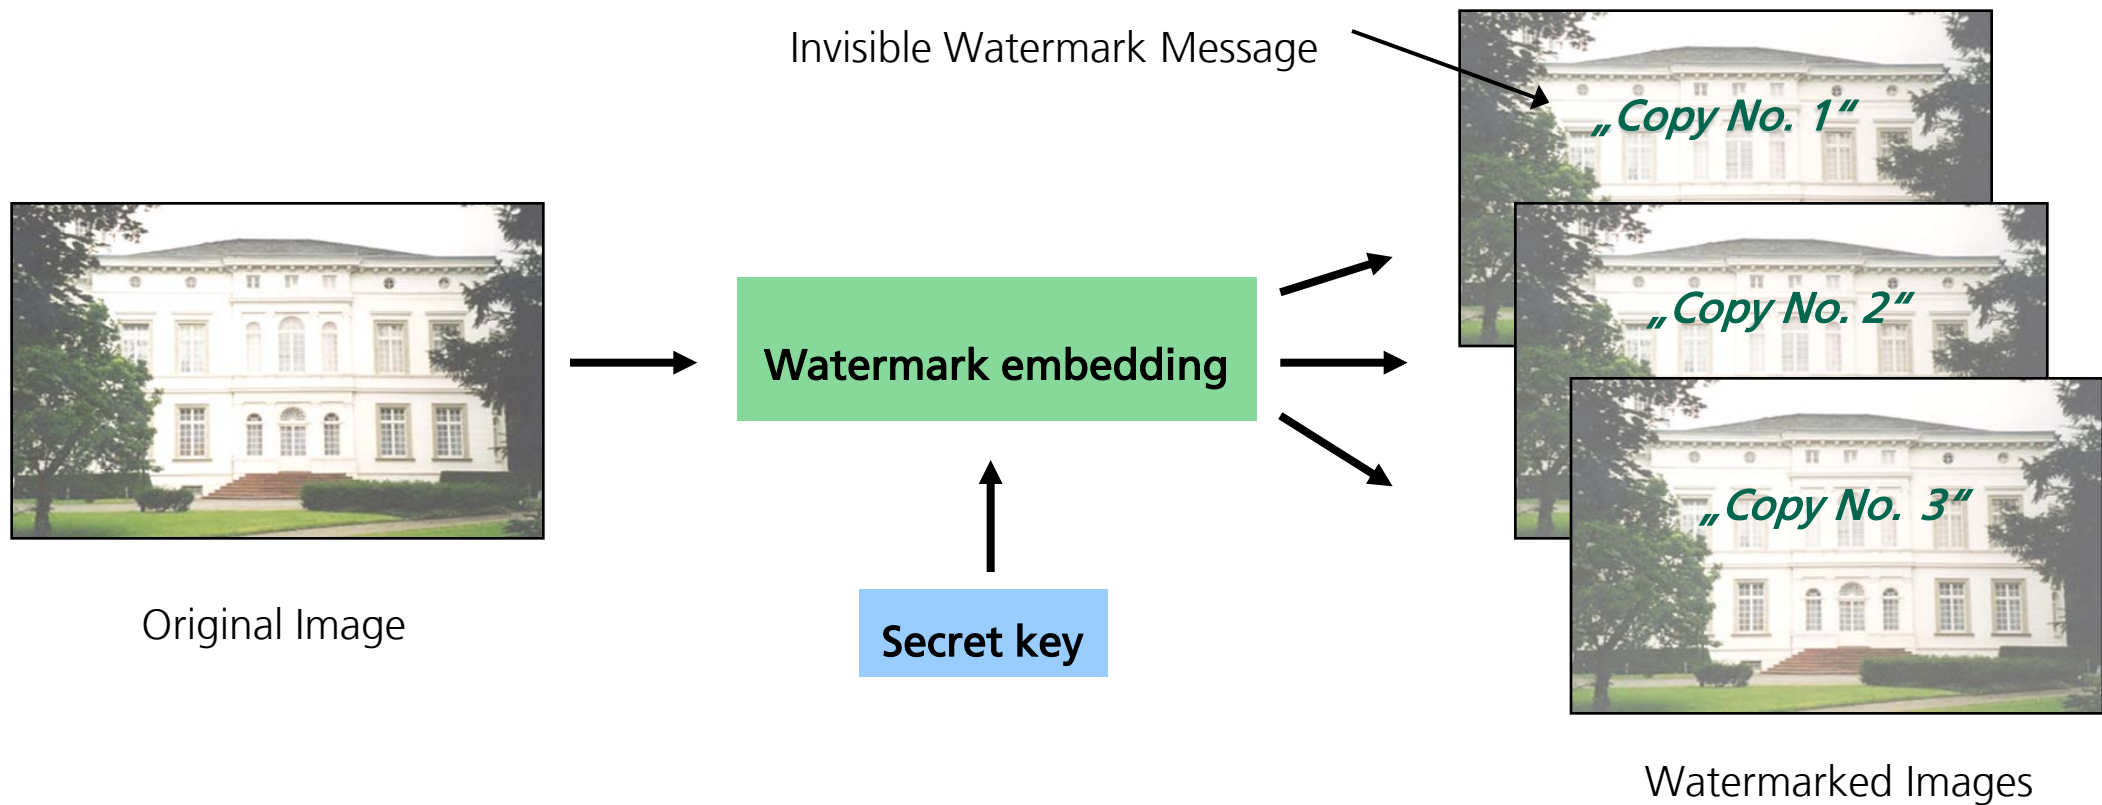 Invisible Watermark Message
„Copy No. 1“
„Copy No. 2“
Watermark embedding
„Copy No. 3“
Original Image
Secret key
Watermarked Images